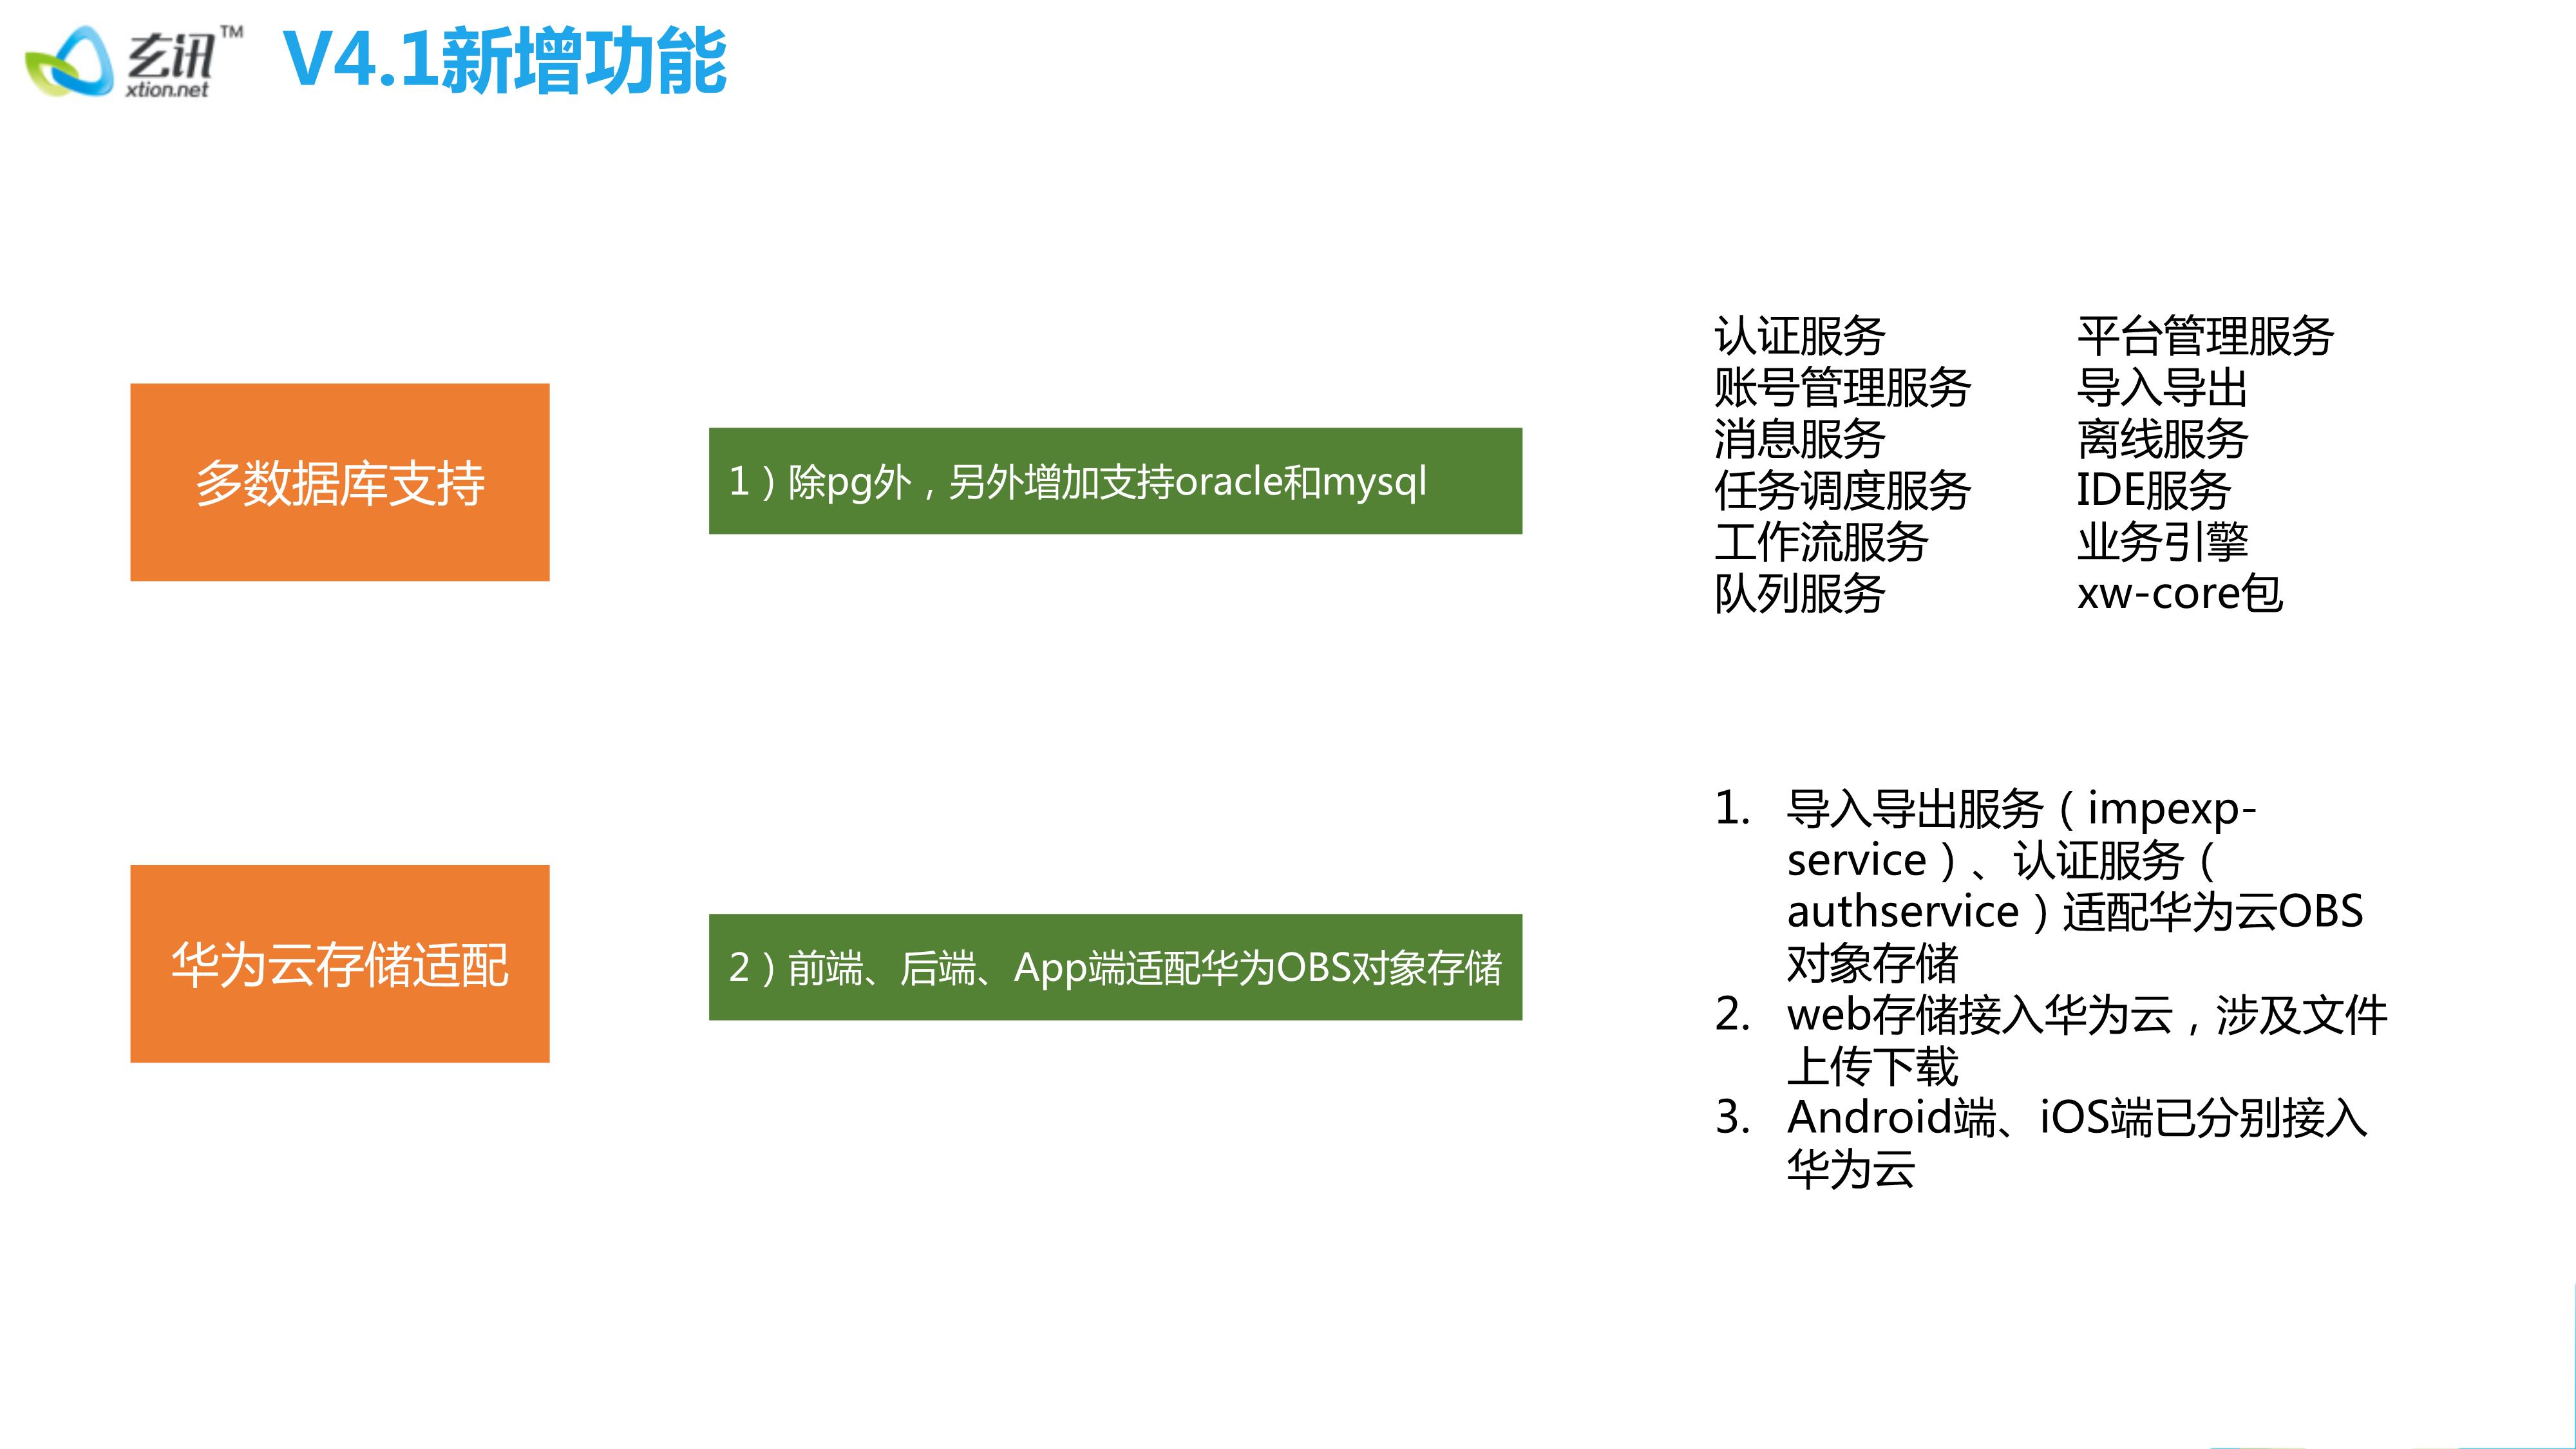 玄讯™
xtion.net
V4.1新增功能
多数据库支持
1）除pg外，另外增加支持oracle和mysql
认证服务
账号管理服务
消息服务
任务调度服务
工作流服务
队列服务
平台管理服务
导入导出
离线服务
IDE服务
业务引擎
xw-core包
华为云存储适配
2）前端、后端、App端适配华为OBS对象存储
1. 导入导出服务（impexp-
service）、认证服务（
authservice）适配华为云OBS
对象存储
2. web存储接入华为云，涉及文件
上传下载
3. Android端、iOS端已分别接入
华为云